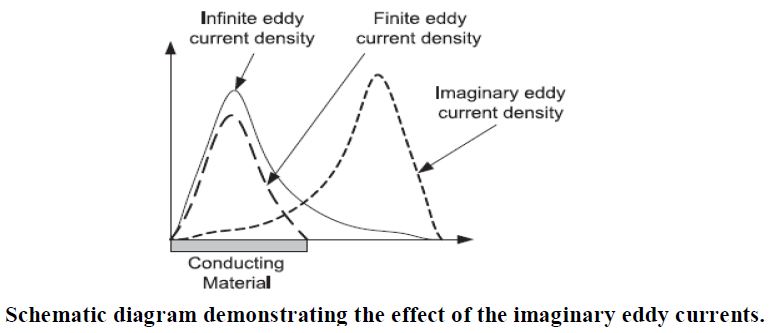 Infinite eddy
current density
Finite eddy
current density
Imaginary eddy
current density
Conducting
Material
Schematic diagram demonstrating the effect of the imaginary eddy currents.